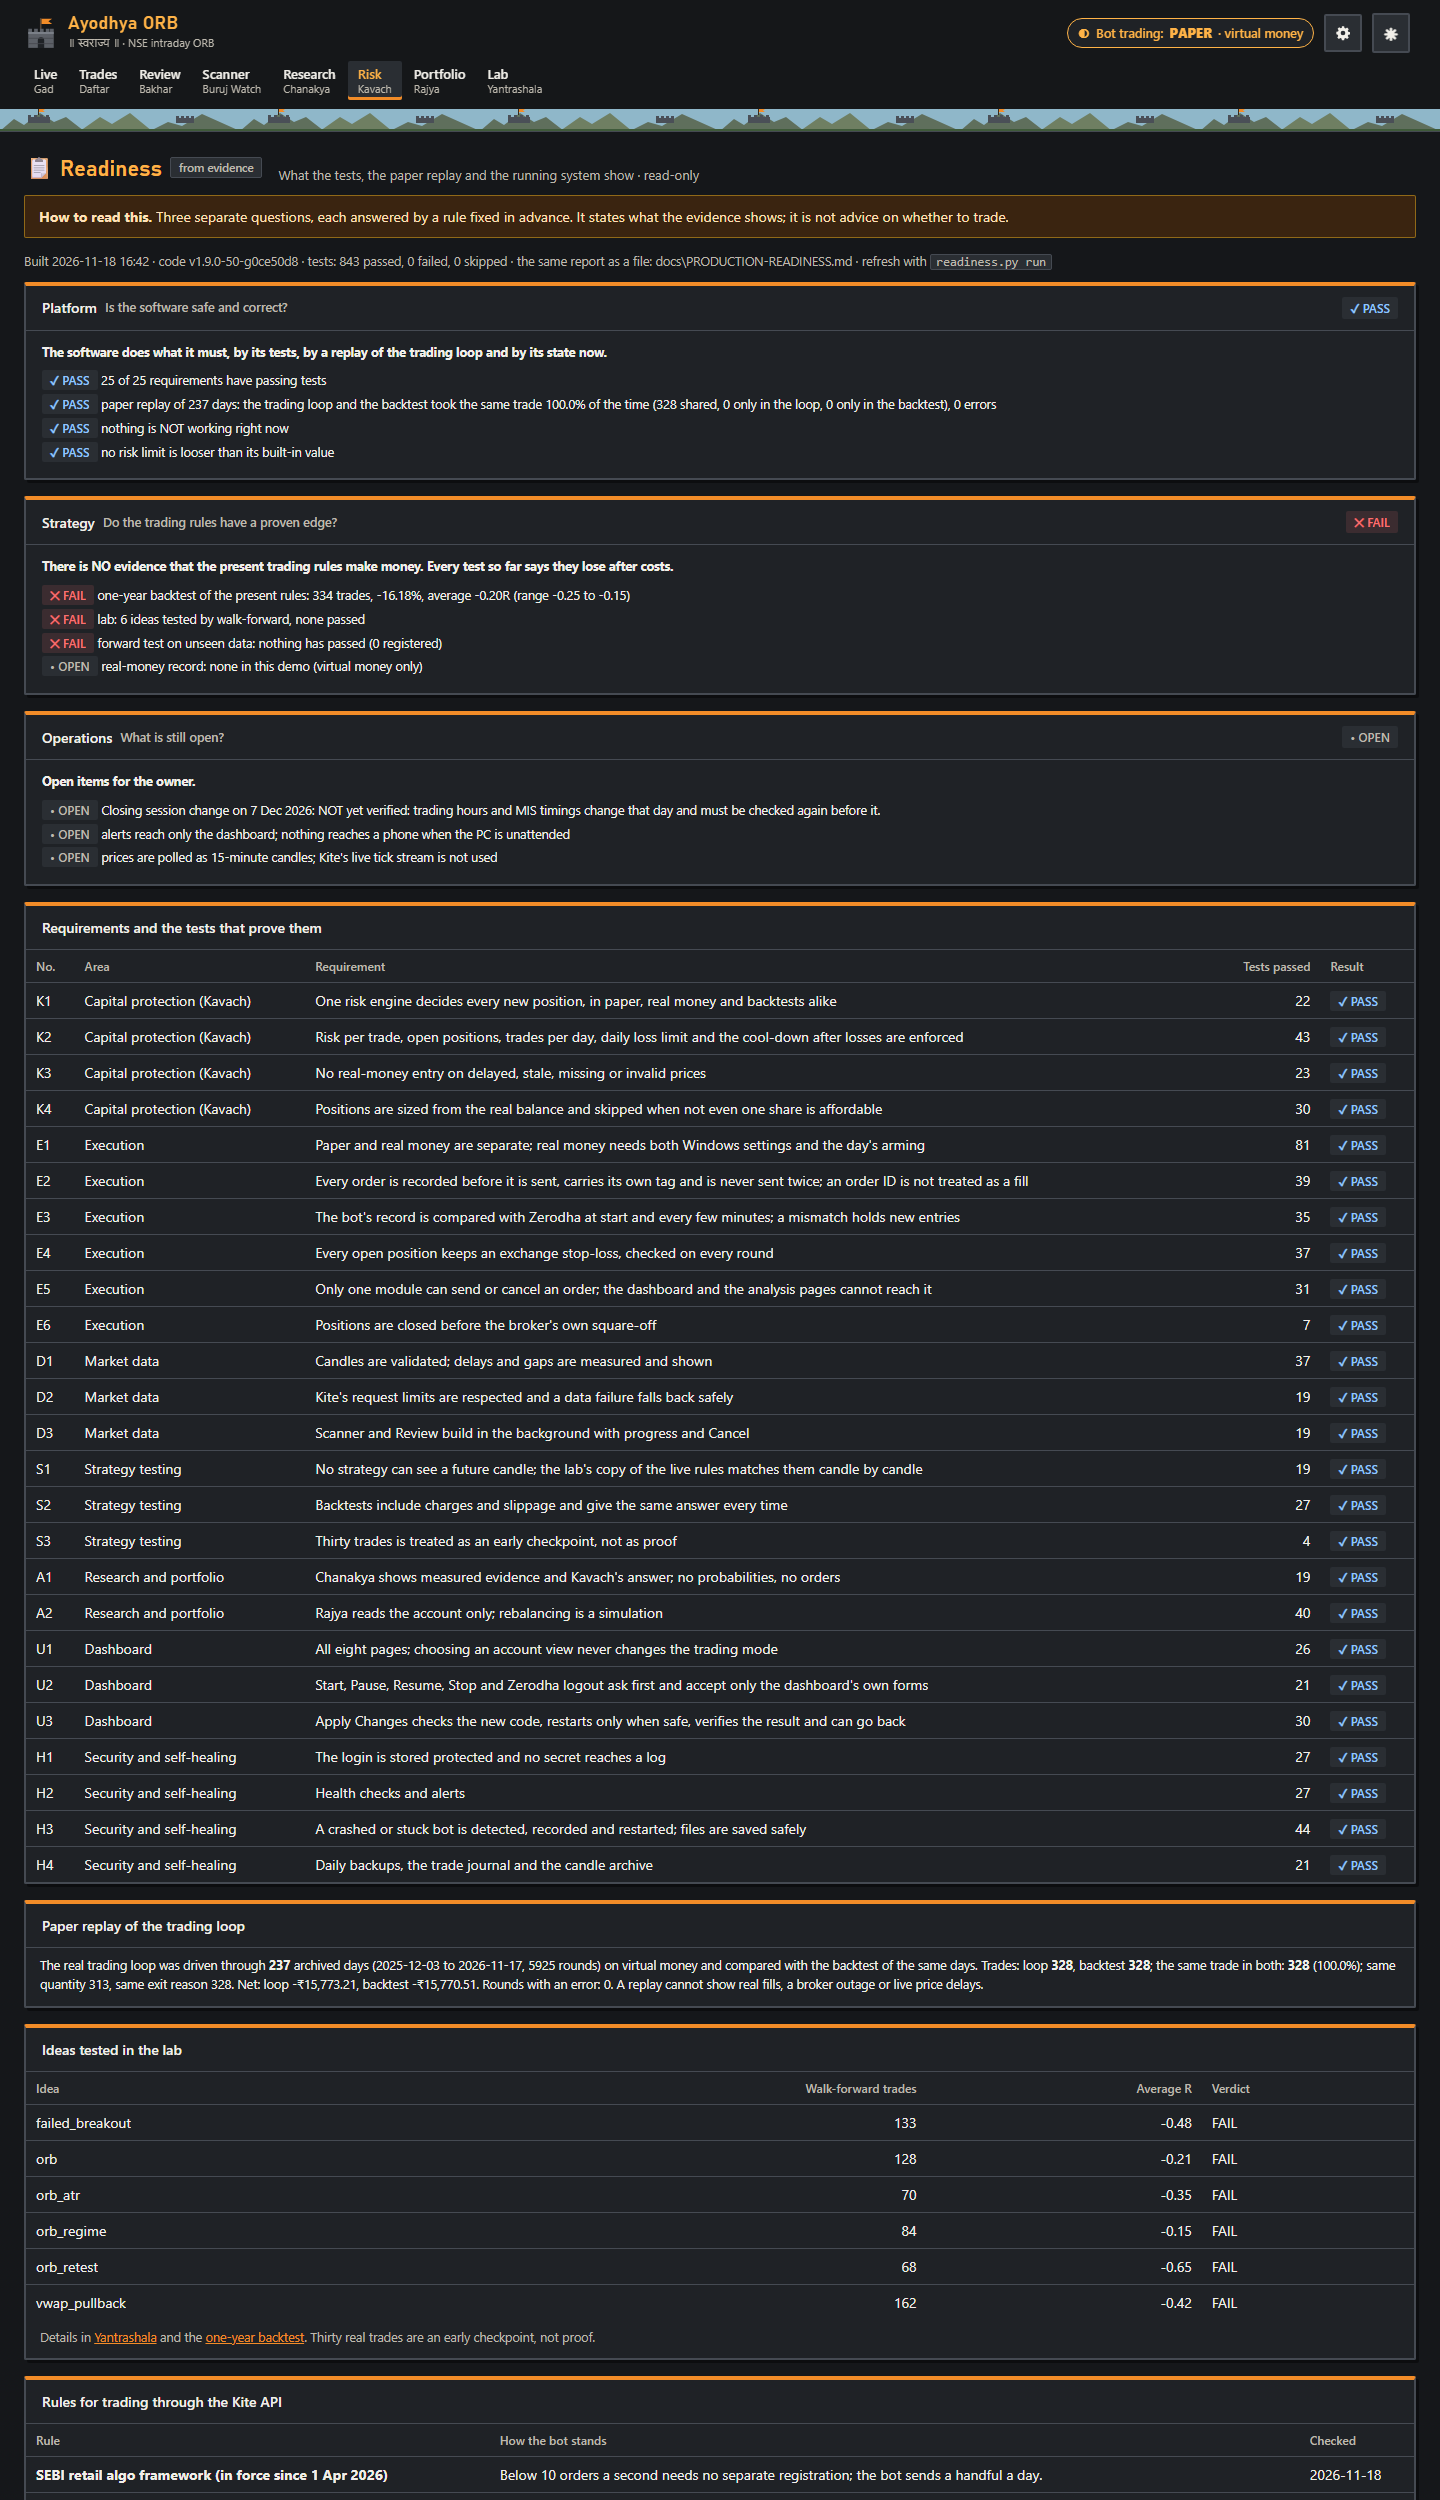 Ayodhya ORB
॥ स्वराज्य ॥ · NSE intraday ORB
Bot trading: PAPER · virtual money
Live
Gad
Trades
Daftar
Review
Bakhar
Scanner
Buruj Watch
Research
Chanakya
Risk
Kavach
Portfolio
Rajya
Lab
Yantrashala
Readiness from evidence What the tests, the paper replay and the running system show · read-only
How to read this. Three separate questions, each answered by a rule fixed in advance. It states what the evidence shows; it is not advice on whether to trade.
Built 2026-11-18 16:42 · code v1.9.0-50-g0ce50d8 · tests: 843 passed, 0 failed, 0 skipped · the same report as a file: docs\PRODUCTION-READINESS.md · refresh with readiness.py run
Platform Is the software safe and correct? ✓ PASS
The software does what it must, by its tests, by a replay of the trading loop and by its state now.
✓ PASS 25 of 25 requirements have passing tests
✓ PASS paper replay of 237 days: the trading loop and the backtest took the same trade 100.0% of the time (328 shared, 0 only in the loop, 0 only in the backtest), 0 errors
✓ PASS nothing is NOT working right now
✓ PASS no risk limit is looser than its built-in value
Strategy Do the trading rules have a proven edge? ✕ FAIL
There is NO evidence that the present trading rules make money. Every test so far says they lose after costs.
✕ FAIL one-year backtest of the present rules: 334 trades, -16.18%, average -0.20R (range -0.25 to -0.15)
✕ FAIL lab: 6 ideas tested by walk-forward, none passed
✕ FAIL forward test on unseen data: nothing has passed (0 registered)
• OPEN real-money record: none in this demo (virtual money only)
Operations What is still open? • OPEN
Open items for the owner.
• OPEN Closing session change on 7 Dec 2026: NOT yet verified: trading hours and MIS timings change that day and must be checked again before it.
• OPEN alerts reach only the dashboard; nothing reaches a phone when the PC is unattended
• OPEN prices are polled as 15-minute candles; Kite's live tick stream is not used
Requirements and the tests that prove them
No. Area Requirement Tests passed Result
K1 Capital protection (Kavach) One risk engine decides every new position, in paper, real money and backtests alike 22 ✓ PASS
K2 Capital protection (Kavach) Risk per trade, open positions, trades per day, daily loss limit and the cool-down after losses are enforced 43 ✓ PASS
K3 Capital protection (Kavach) No real-money entry on delayed, stale, missing or invalid prices 23 ✓ PASS
K4 Capital protection (Kavach) Positions are sized from the real balance and skipped when not even one share is affordable 30 ✓ PASS
E1 Execution Paper and real money are separate; real money needs both Windows settings and the day's arming 81 ✓ PASS
E2 Execution Every order is recorded before it is sent, carries its own tag and is never sent twice; an order ID is not treated as a fill 39 ✓ PASS
E3 Execution The bot's record is compared with Zerodha at start and every few minutes; a mismatch holds new entries 35 ✓ PASS
E4 Execution Every open position keeps an exchange stop-loss, checked on every round 37 ✓ PASS
E5 Execution Only one module can send or cancel an order; the dashboard and the analysis pages cannot reach it 31 ✓ PASS
E6 Execution Positions are closed before the broker's own square-off 7 ✓ PASS
D1 Market data Candles are validated; delays and gaps are measured and shown 37 ✓ PASS
D2 Market data Kite's request limits are respected and a data failure falls back safely 19 ✓ PASS
D3 Market data Scanner and Review build in the background with progress and Cancel 19 ✓ PASS
S1 Strategy testing No strategy can see a future candle; the lab's copy of the live rules matches them candle by candle 19 ✓ PASS
S2 Strategy testing Backtests include charges and slippage and give the same answer every time 27 ✓ PASS
S3 Strategy testing Thirty trades is treated as an early checkpoint, not as proof 4 ✓ PASS
A1 Research and portfolio Chanakya shows measured evidence and Kavach's answer; no probabilities, no orders 19 ✓ PASS
A2 Research and portfolio Rajya reads the account only; rebalancing is a simulation 40 ✓ PASS
U1 Dashboard All eight pages; choosing an account view never changes the trading mode 26 ✓ PASS
U2 Dashboard Start, Pause, Resume, Stop and Zerodha logout ask first and accept only the dashboard's own forms 21 ✓ PASS
U3 Dashboard Apply Changes checks the new code, restarts only when safe, verifies the result and can go back 30 ✓ PASS
H1 Security and self-healing The login is stored protected and no secret reaches a log 27 ✓ PASS
H2 Security and self-healing Health checks and alerts 27 ✓ PASS
H3 Security and self-healing A crashed or stuck bot is detected, recorded and restarted; files are saved safely 44 ✓ PASS
H4 Security and self-healing Daily backups, the trade journal and the candle archive 21 ✓ PASS
Paper replay of the trading loop
The real trading loop was driven through 237 archived days (2025-12-03 to 2026-11-17, 5925 rounds) on virtual money and compared with the backtest of the same days. Trades: loop 328, backtest 328; the same trade in both: 328 (100.0%); same
quantity 313, same exit reason 328. Net: loop -₹15,773.21, backtest -₹15,770.51. Rounds with an error: 0. A replay cannot show real fills, a broker outage or live price delays.
Ideas tested in the lab
Idea Walk-forward trades Average R Verdict
failed_breakout 133 -0.48 FAIL
orb 128 -0.21 FAIL
orb_atr 70 -0.35 FAIL
orb_regime 84 -0.15 FAIL
orb_retest 68 -0.65 FAIL
vwap_pullback 162 -0.42 FAIL
Details in Yantrashala and the one-year backtest. Thirty real trades are an early checkpoint, not proof.
Rules for trading through the Kite API
Rule How the bot stands Checked
SEBI retail algo framework (in force since 1 Apr 2026) Below 10 orders a second needs no separate registration; the bot sends a handful a day. 2026-11-18